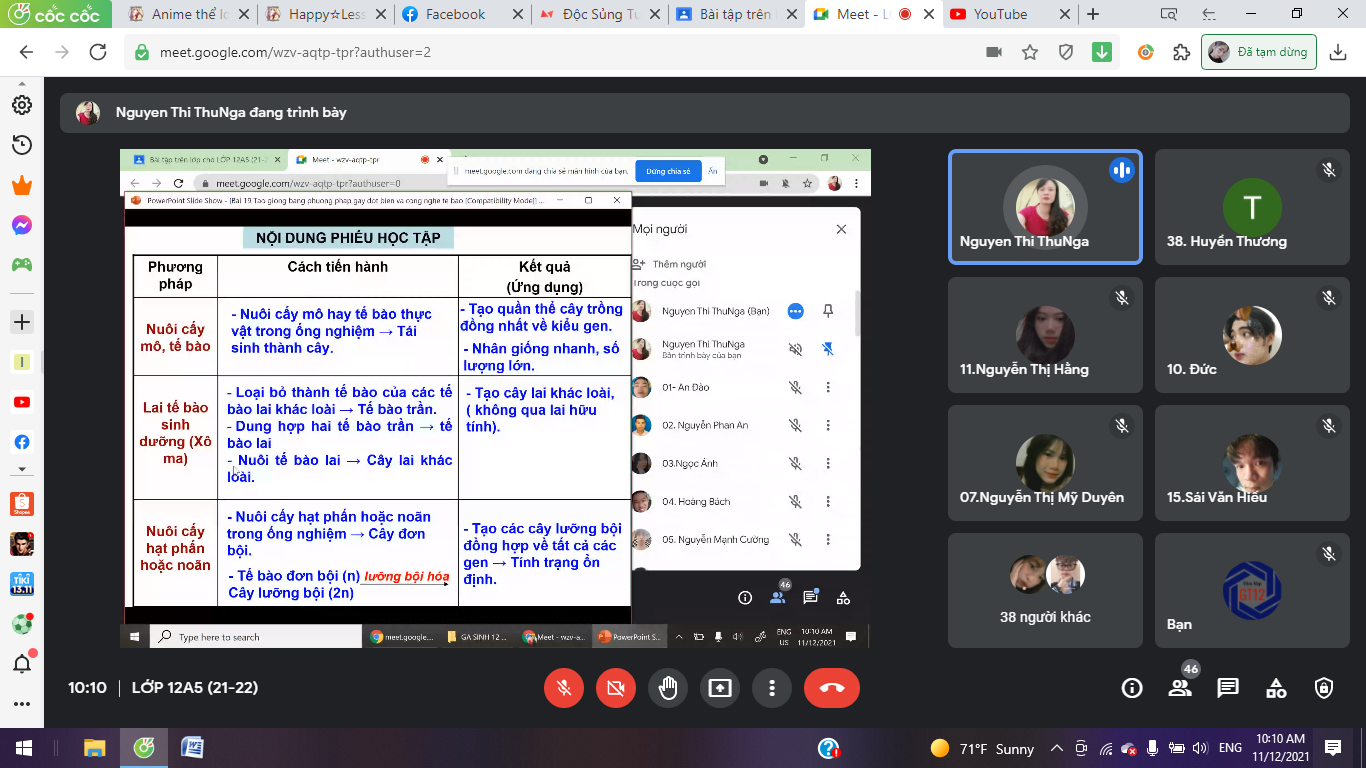 cốc cốc
Anime thể lo
Happy☆Less
Facebook
Độc Sủng Tu
Bài tập trên l
Meet - LO
YouTube
meet.google.com/wzv-aqtp-tpr?authuser=2
Đã tạm dừng
Nguyen Thi ThuNga đang trình bày
Bài tập trên lớp cho LỚP 12A5 (21-2
Meet - wzv-aqtp-tpr
meet.google.com đang chia sẻ màn hình của bạn.
Dừng chia sẻ
Ẩn
meet.google.com/wzv-aqtp-tpr?authuser=0
PowerPoint Slide Show - [Bai 19 Tao giong bang phuong phap gay dot bien va cong nghe te bao [Compatibility Mode]]
NỘI DUNG PHIẾU HỌC TẬP
Phương pháp
Cách tiến hành
Kết quả
(Ứng dụng)
Nuôi cấy
mô, tế bào
- Nuôi cấy mô hay tế bào thực
vật trong ống nghiệm → Tái
sinh thành cây.
- Tạo quần thể cây trồng
đồng nhất về kiểu gen.
- Nhân giống nhanh, số
lượng lớn.
Lai tế bào
sinh
dưỡng (Xô
ma)
- Loại bỏ thành tế bào của các tế
bào lai khác loài → Tế bào trần.
- Dung hợp hai tế bào trần → tế
bào lai
- Nuôi tế bào lai → Cây lai khác
loài.
- Tạo cây lai khác loài,
( không qua lai hữu
tính).
Nuôi cấy
hạt phấn
hoặc noãn
- Nuôi cấy hạt phấn hoặc noãn
trong ống nghiệm → Cây đơn
bội.
- Tế bào đơn bội (n) lưỡng bội hóa
Cây lưỡng bội (2n)
- Tạo các cây lưỡng bội
đồng hợp về tất cả các
gen → Tính trạng ổn
định.
Mọi người
Thêm người
Trong cuộc gọi
Nguyen Thi ThuNga (Bạn)
Nguyen Thi ThuNga
Bản trình bày của bạn
01- An Đào
02. Nguyễn Phan An
03.Ngọc Ánh
04. Hoàng Bách
05. Nguyễn Mạnh Cường
46
Type here to search
meet.google....
GA SINH 12 ...
Meet - wzv-a...
PowerPoint S...
ENG
US
10:10 AM
11/12/2021
Nguyen Thi ThuNga
T
38. Huyền Thương
11.Nguyễn Thị Hằng
10. Đức
07.Nguyễn Thị Mỹ Duyên
15.Sái Văn Hiếu
38 người khác
GT12
Bạn
10:10
LỚP 12A5 (21-22)
46
Shopee
TIKI
13.11
71°F Sunny
ENG
10:10 AM
11/12/2021